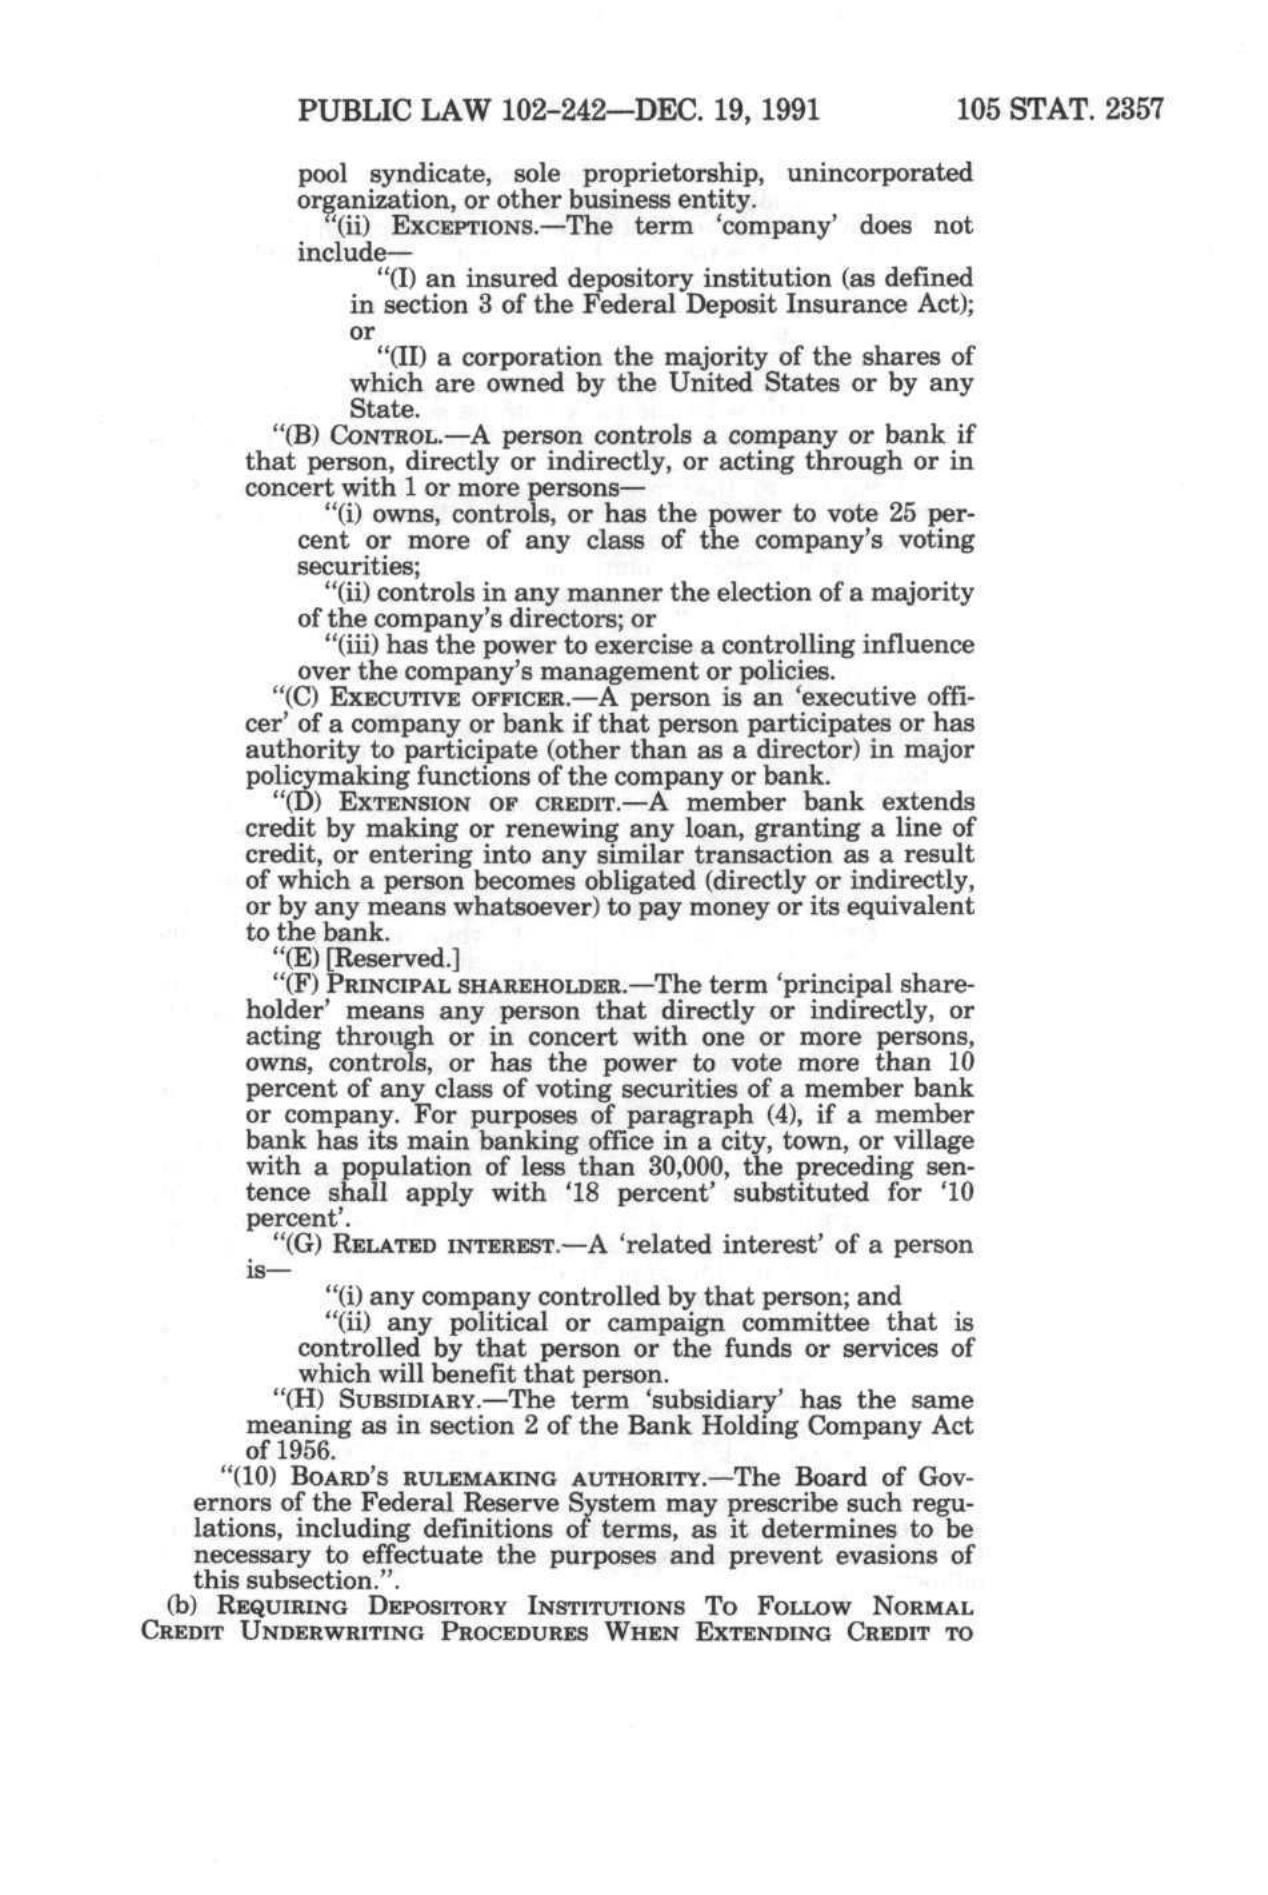 PUBLIC LAW 102-242—DEC. 19, 1991 105 STAT. 2357
pool syndicate, sole proprietorship, unincorporated
organization, or other business entity.
"(ii) EXCEPTIONS.—The term 'company' does not
include—
"(I) an insured depository institution (as defined
in section 3 of the Federal Deposit Insurance Act);
or
"(II) a corporation the majority of the shares of
which are owned by the United States or by any
State.
"(B) CONTROL.—A person controls a company or bank if
that person, directly or indirectly, or acting through or in
concert with 1 or more persons—
"(i) owns, controls, or has the power to vote 25 per-
cent or more of any class of the company's voting
securities;
"(ii) controls in any manner the election of a majority
of the company's directors; or
"(iii) has the power to exercise a controlling influence
over the company's management or policies.
"(C) EXECUTIVE OFFICER.—A person is an 'executive offi-
cer' of a company or bank if that person participates or has
authority to participate (other than as a director) in major
policymaking functions of the company or bank.
"(D) EXTENSION OF CREDIT.—A member bank extends
credit by making or renewing any loan, granting a line of
credit, or entering into any similar transaction as a result
of which a person becomes obligated (directly or indirectly,
or by any means whatsoever) to pay money or its equivalent
to the bank.
"(E) [Reserved.]
"(F) PRINCIPAL SHAREHOLDER.—The term 'principal share-
holder' means any person that directly or indirectly, or
acting through or in concert with one or more persons,
owns, controls, or has the power to vote more than 10
percent of any class of voting securities of a member bank
or company. For purposes of paragraph (4), if a member
bank has its main banking office in a city, town, or village
with a population of less than 30,000, the preceding sen-
tence shall apply with '18 percent' substituted for '10
percent'.
"(G) RELATED INTEREST.—A 'related interest' of a person
is—
"(i) any company controlled by that person; and
"(ii) any political or campaign committee that is
controlled by that person or the funds or services of
which will benefit that person.
"(H) SUBSIDIARY.—The term 'subsidiary' has the same
meaning as in section 2 of the Bank Holding Company Act
of 1956.
"(10) BOARD'S RULEMAKING AUTHORITY.—The Board of Gov-
ernors of the Federal Reserve System may prescribe such regu-
lations, including definitions of terms, as it determines to be
necessary to effectuate the purposes and prevent evasions of
this subsection.".
(b) REQUIRING DEPOSITORY INSTITUTIONS TO FOLLOW NORMAL
CREDIT UNDERWRITING PROCEDURES WHEN EXTENDING CREDIT TO